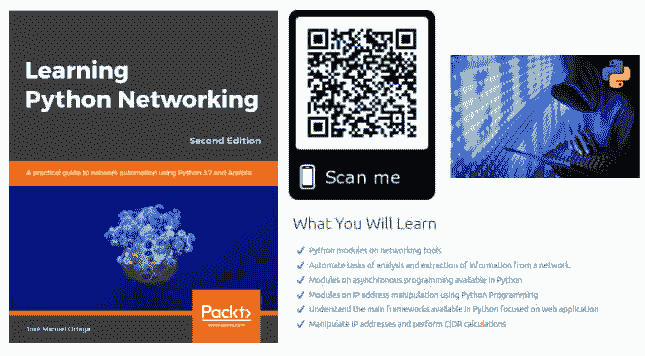 Learning
Python Networking
Second Edition
A practical guide to network automation using Python 3.7 and Ansible
Packt>
José Manuel Ortega
Scan me
What You Will Learn
Python modules on networking tools
Automate tasks of analysis and extraction of information from a network.
Modules on asynchronous programming available in Python
Modules on IP address manipulation using Python Programming
Understand the main frameworks available in Python focused on web application
Manipulate IP addresses and perform CIDR calculations